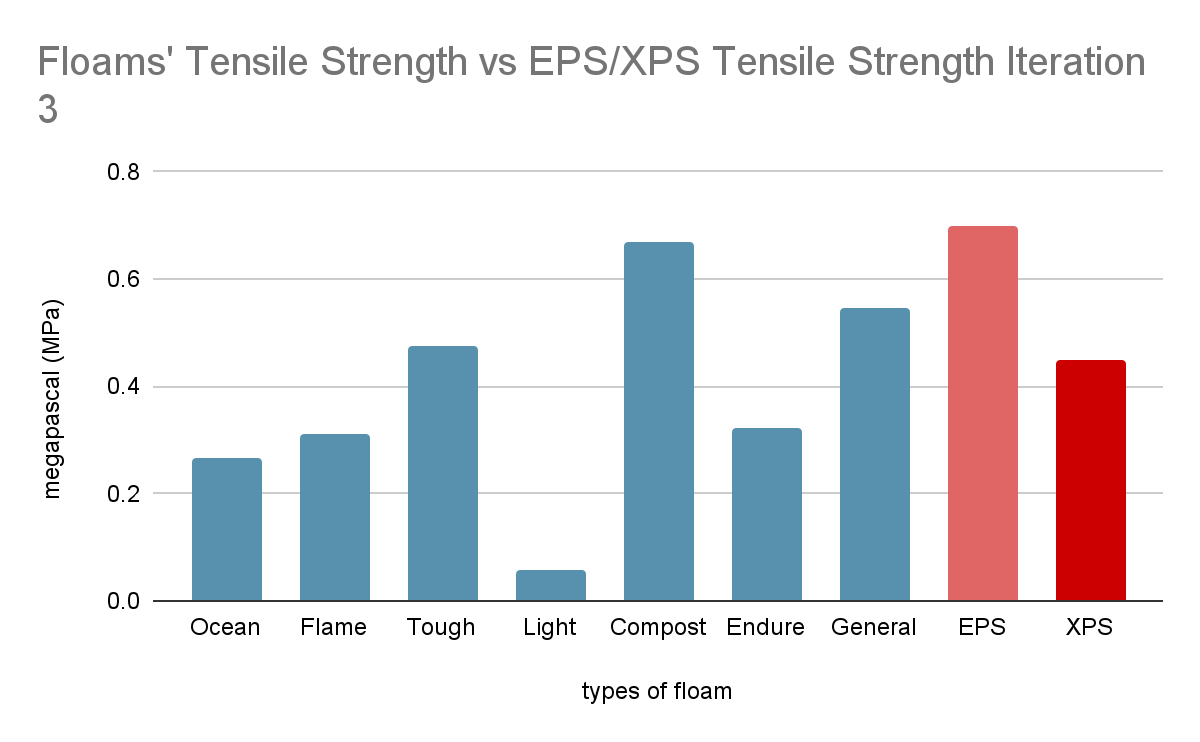 Floams' Tensile Strength vs EPS/XPS Tensile Strength Iteration
3
0.8
0.6
0.4
0.2
0.0
megapascal (MPa)
Ocean Flame Tough Light Compost Endure General EPS XPS
types of floam